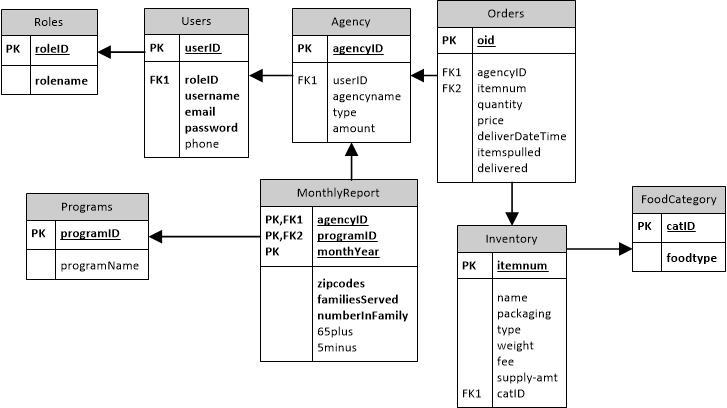 Roles
PK roleID
rolename
Users
PK userID
FK1 roleID
username
email
password
phone
Agency
PK agencyID
FK1 userID
agencyname
type
amount
Orders
PK oid
FK1 agencyID
FK2 itemnum
quantity
price
deliverDateTime
itemspulled
delivered
Programs
PK programID
programName
MonthlyReport
PK,FK1 agencyID
PK,FK2 programID
PK monthYear
zipcodes
familiesServed
numberInFamily
65plus
5minus
Inventory
PK itemnum
name
packaging
type
weight
fee
supply-amt
FK1 catID
FoodCategory
PK catID
foodtype